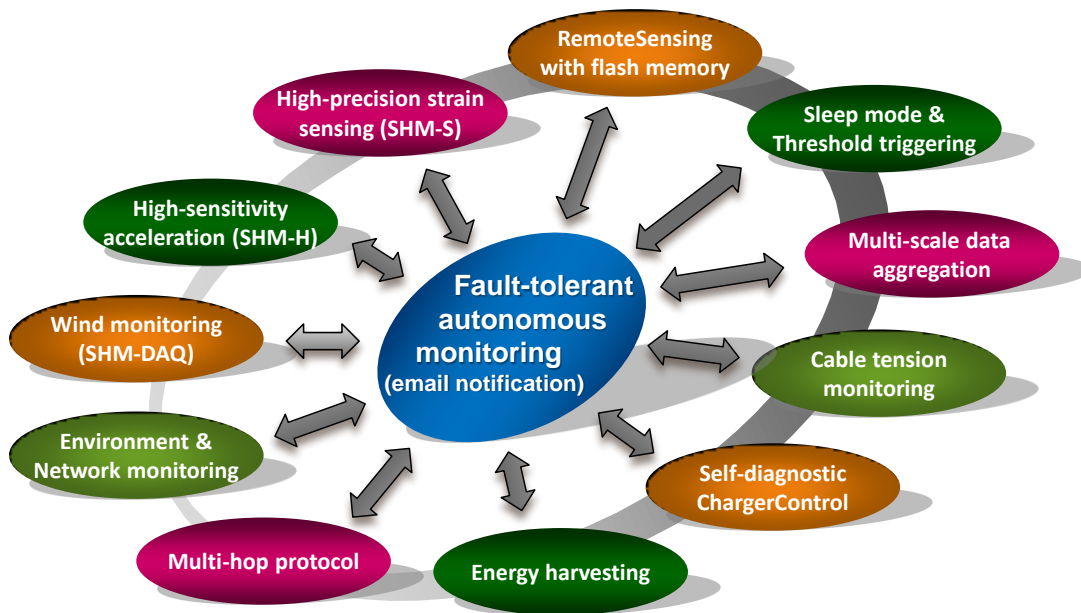 RemoteSensing
with flash memory
High-precision strain
sensing (SHM-S)
Sleep mode &
Threshold triggering
High-sensitivity
acceleration (SHM-H)
Multi-scale data
aggregation
Fault-tolerant
autonomous
monitoring
(email notification)
Wind monitoring
(SHM-DAQ)
Cable tension
monitoring
Environment &
Network monitoring
Self-diagnostic
ChargerControl
Multi-hop protocol
Energy harvesting